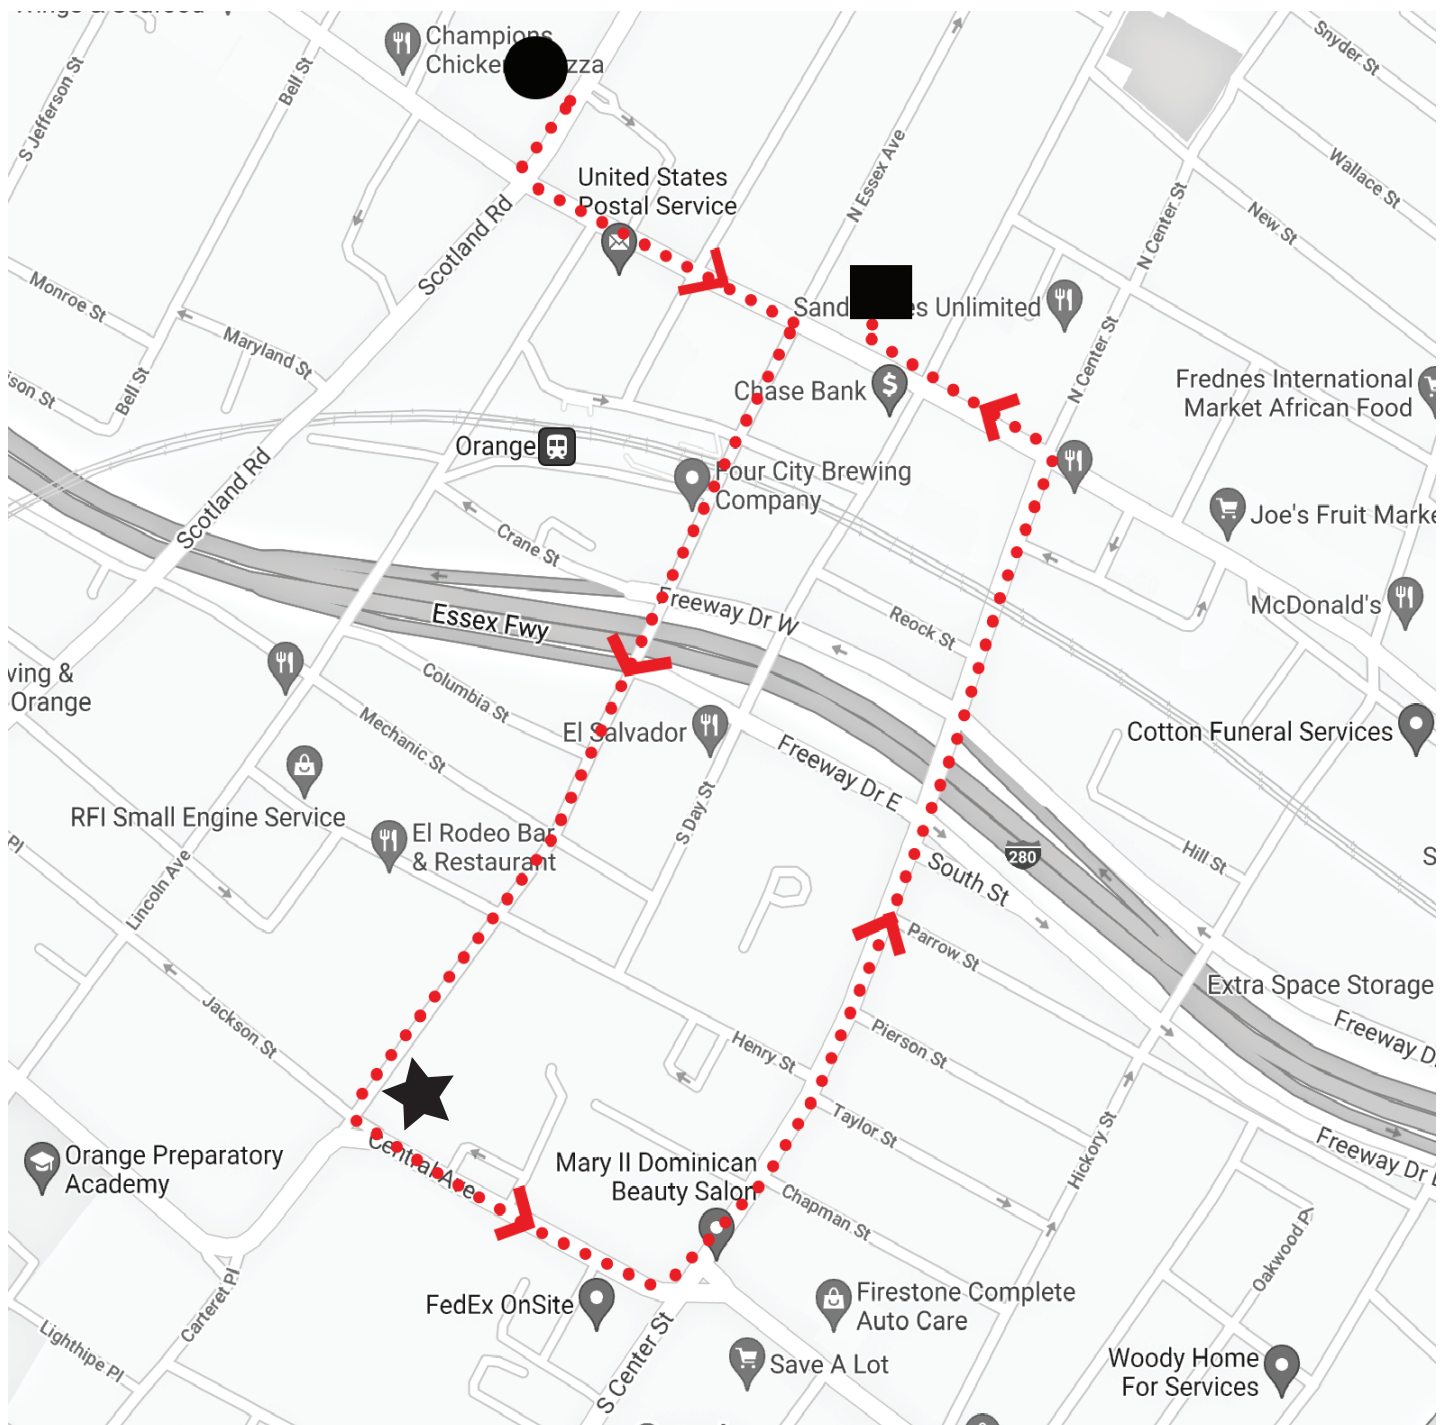 Champions
S Jefferson St
Bell St
Snyder St
United States
Postal Service
N Essex Ave
Wallace St
New St
N Center St
Scotland Rd
Monroe St
Maryland St
Unlimited
N Center St
Bell St
Chase Bank
Frednes International
Market African Food
Orange
Scotland Rd
Four City Brewing
Company
Joe's Fruit
Crane St
Freeway Dr W
Reock St
McDonald's
Essex Fwy
Orange
Columbia St
Mechanic St
El Salvador
Freeway Dr E
Cotton Funeral Services
S Day St
RFI Small Engine Service
El Rodeo Bar
& Restaurant
280
South St
Hill St
Lincoln Ave
Parrow St
Extra Space Storage
Jackson St
Henry St
Pierson St
Freeway
Taylor St
Hickory St
Central Ave
Orange Preparatory
Academy
Mary II Dominican
Beauty Salon
Chapman St
Freeway Dr
Oakwood Pl
Carteret Pl
FedEx OnSite
Firestone Complete
Auto Care
Lighthipe Pl
S Center St
Save A Lot
Woody Home
For Services